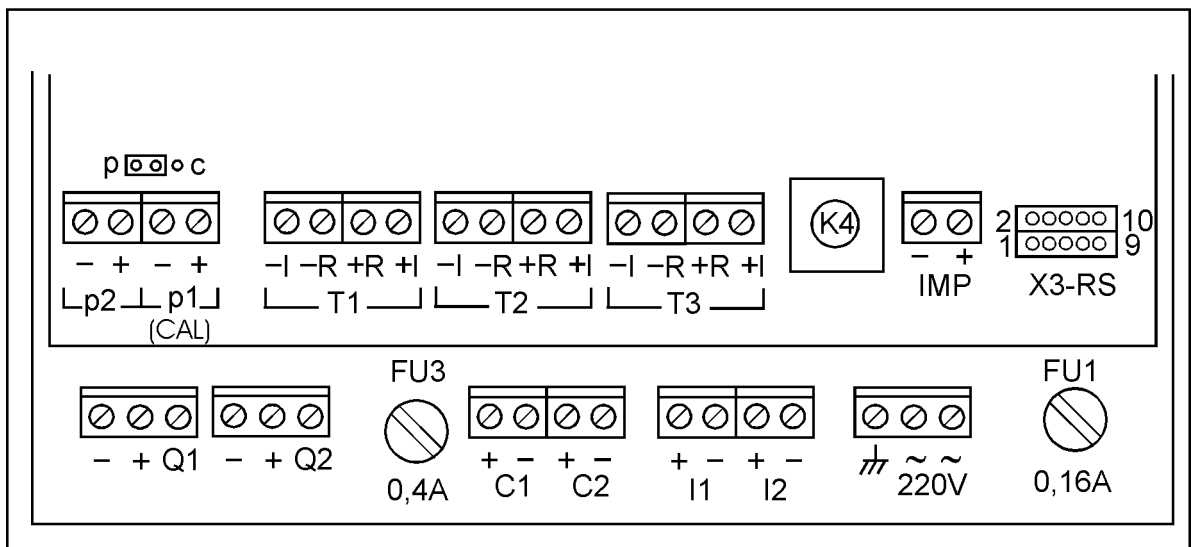 p c
K4
2 10
1 9
− + − + −I −R +R +I −I −R +R +I −I −R +R +I − +
p2 p1 T1 T2 T3 IMP X3-RS
(CAL)
FU3 FU1
− + Q1 − + Q2 + − + − + − + − ~ ~
0,4A C1 C2 I1 I2 220V 0,16A